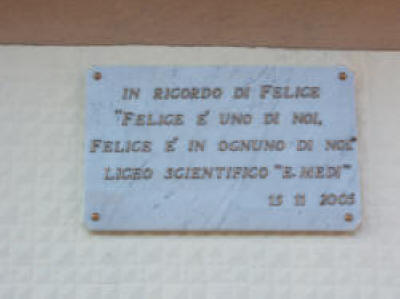 IN RICORDO DI FELICE
"FELICE E' UNO DI NOI,
FELICE E' IN OGNUNO DI NOI"
LICEO SCIENTIFICO "E. MEDI"
15 11 2005